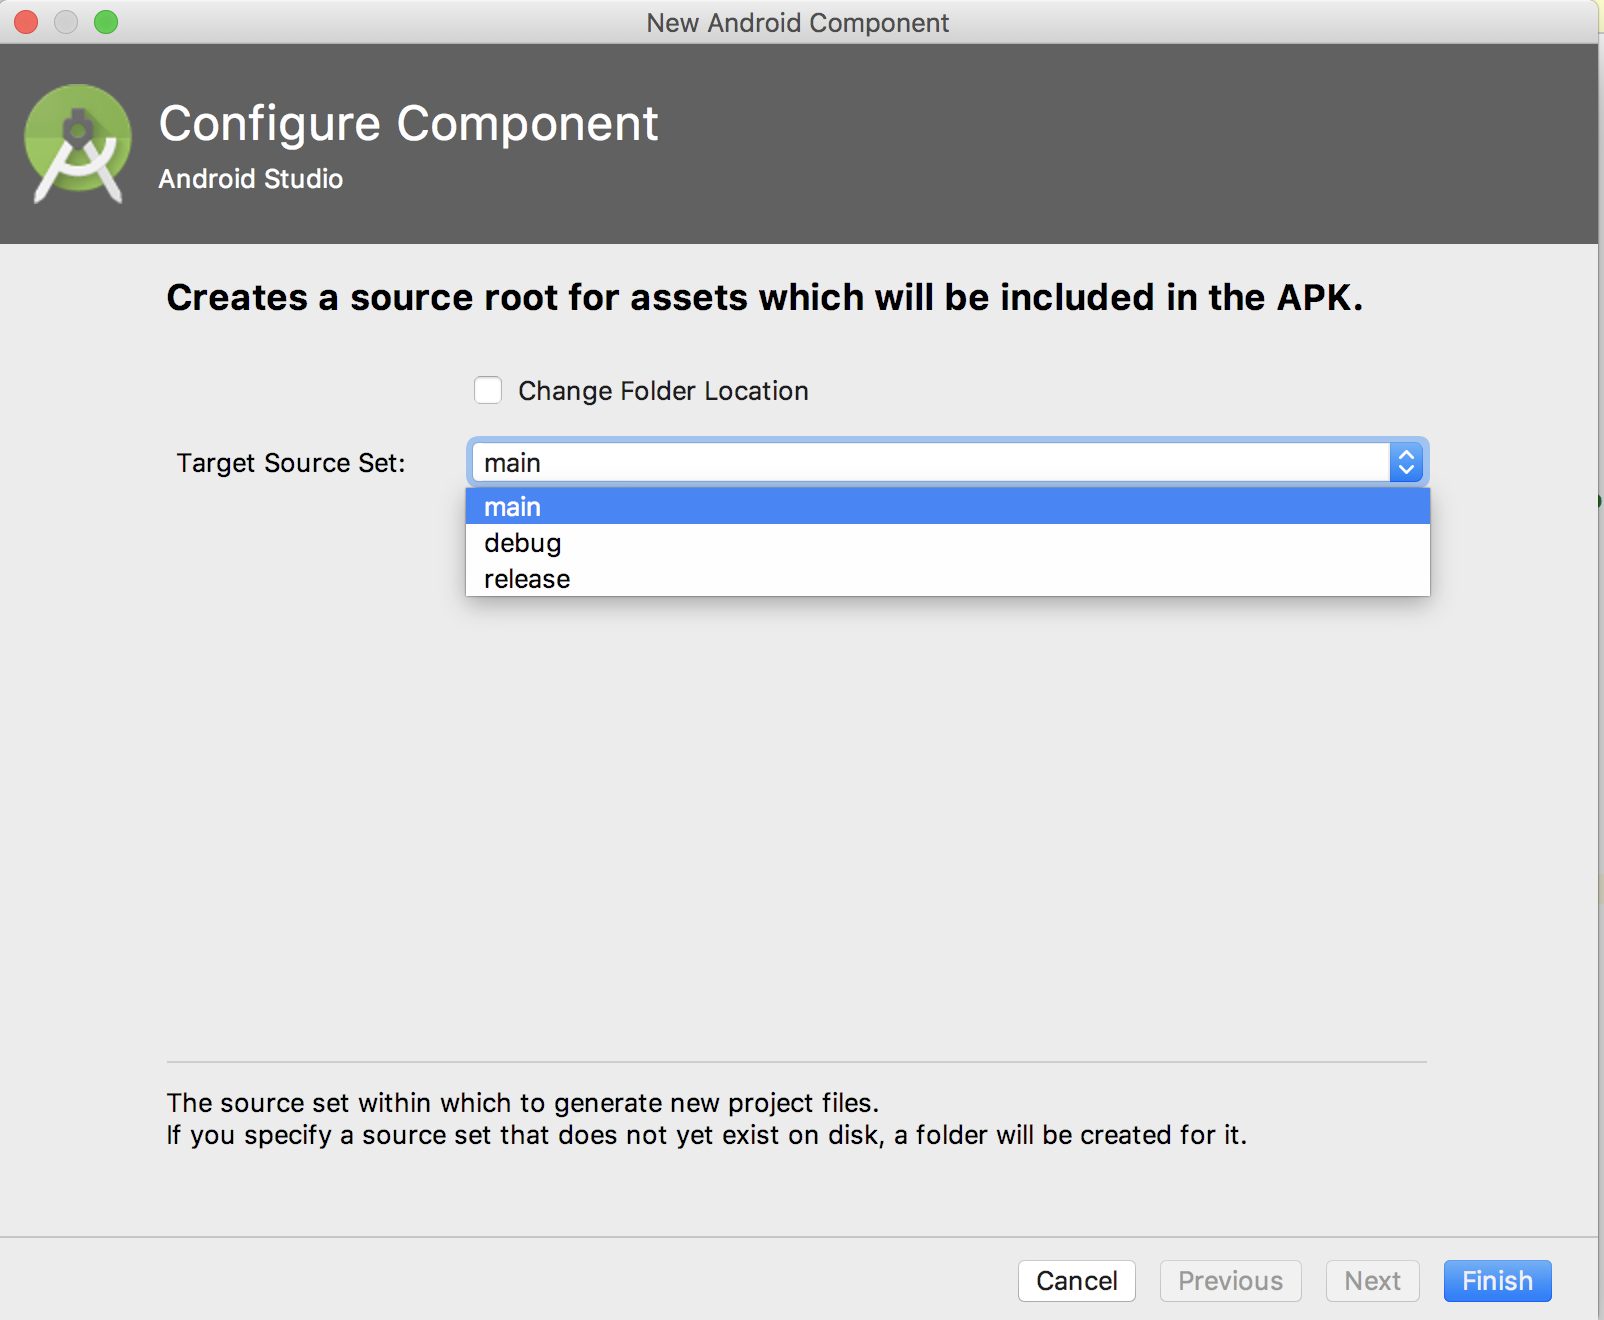 New Android Component
Configure Component
Android Studio
Creates a source root for assets which will be included in the APK.
Change Folder Location
Target Source Set:
main
main
debug
release
The source set within which to generate new project files.
If you specify a source set that does not yet exist on disk, a folder will be created for it.
Cancel
Previous
Next
Finish